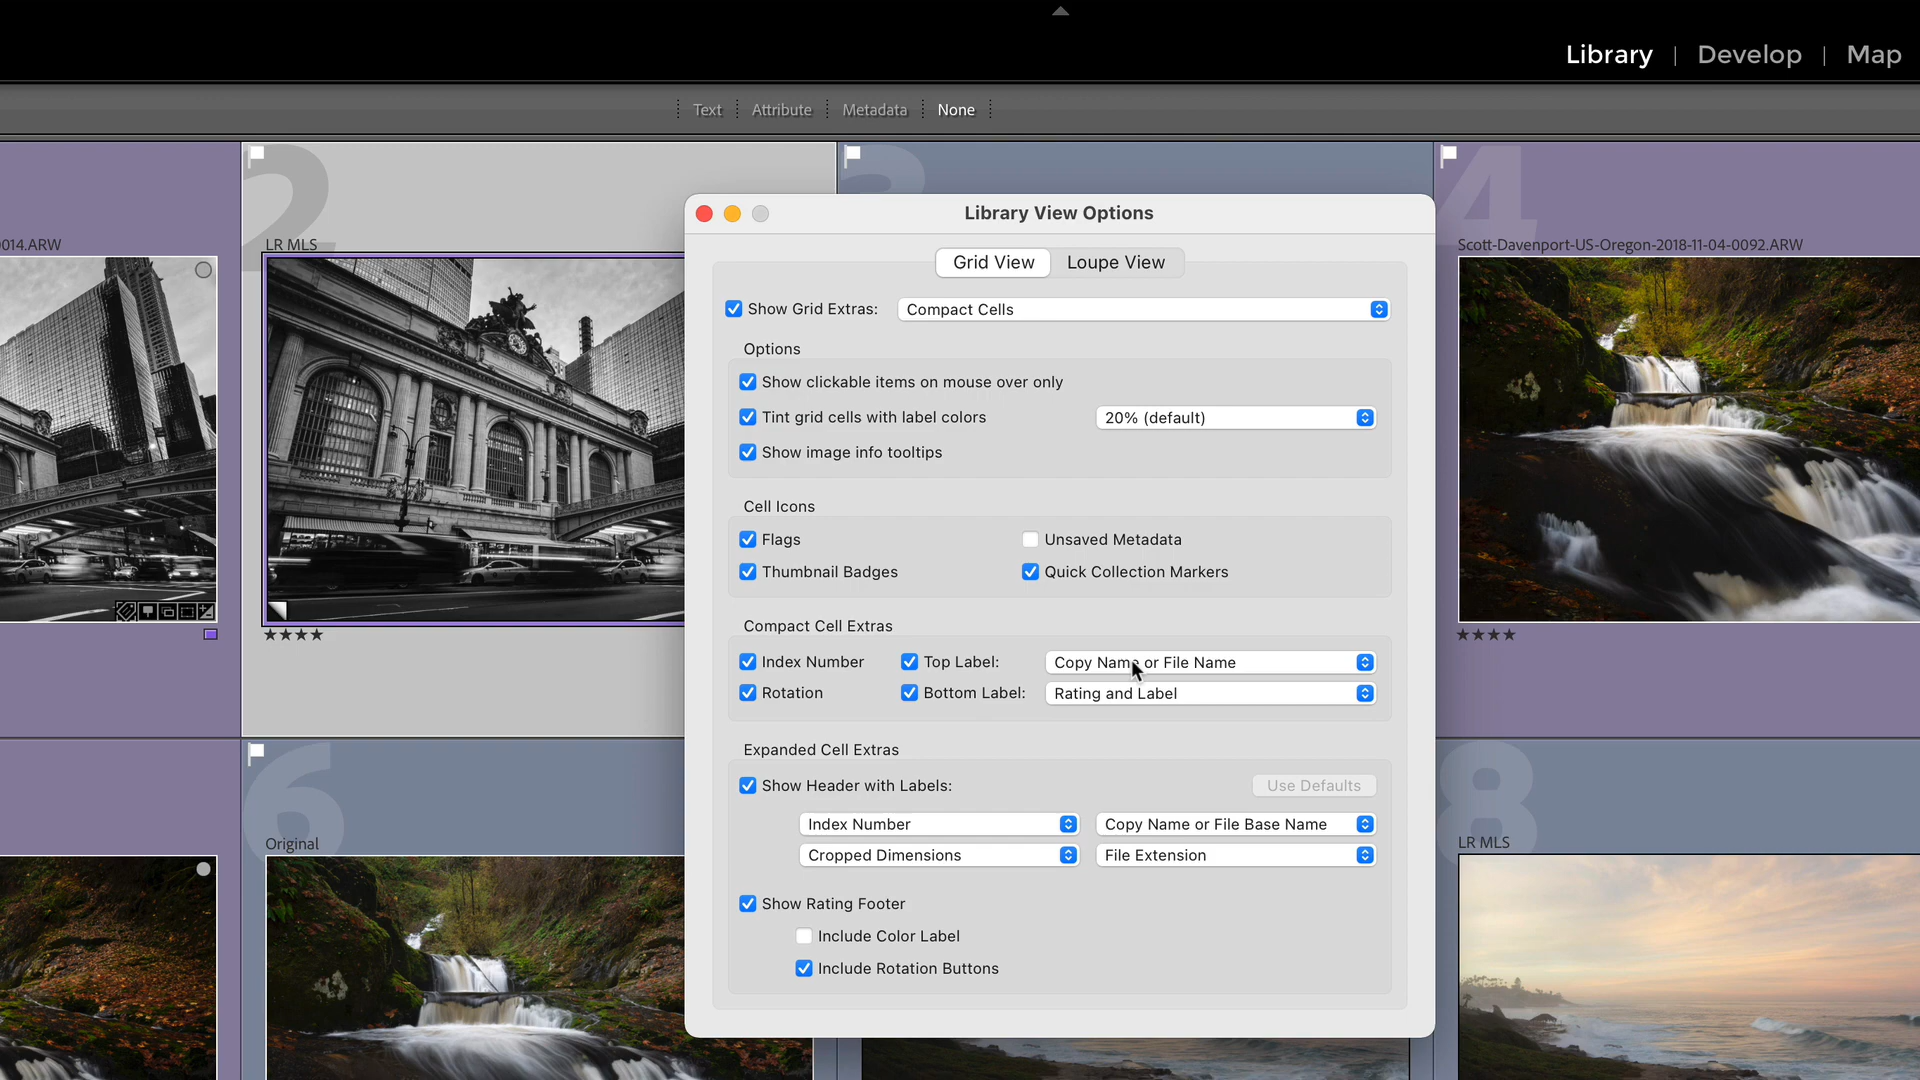 Library | Develop | Map
Text Attribute Metadata None
2
3
4
014.ARW
LR MLS
Scott-Davenport-US-Oregon-2018-11-04-0092.ARW
Library View Options
Grid View Loupe View
Show Grid Extras: Compact Cells
Options
Show clickable items on mouse over only
Tint grid cells with label colors 20% (default)
Show image info tooltips
Cell Icons
Flags Unsaved Metadata
Thumbnail Badges Quick Collection Markers
Compact Cell Extras
Index Number Top Label: Copy Name or File Name
Rotation Bottom Label: Rating and Label
Expanded Cell Extras
Show Header with Labels: Use Defaults
Index Number Copy Name or File Base Name
Cropped Dimensions File Extension
Show Rating Footer
Include Color Label
Include Rotation Buttons
6
8
Original
LR MLS